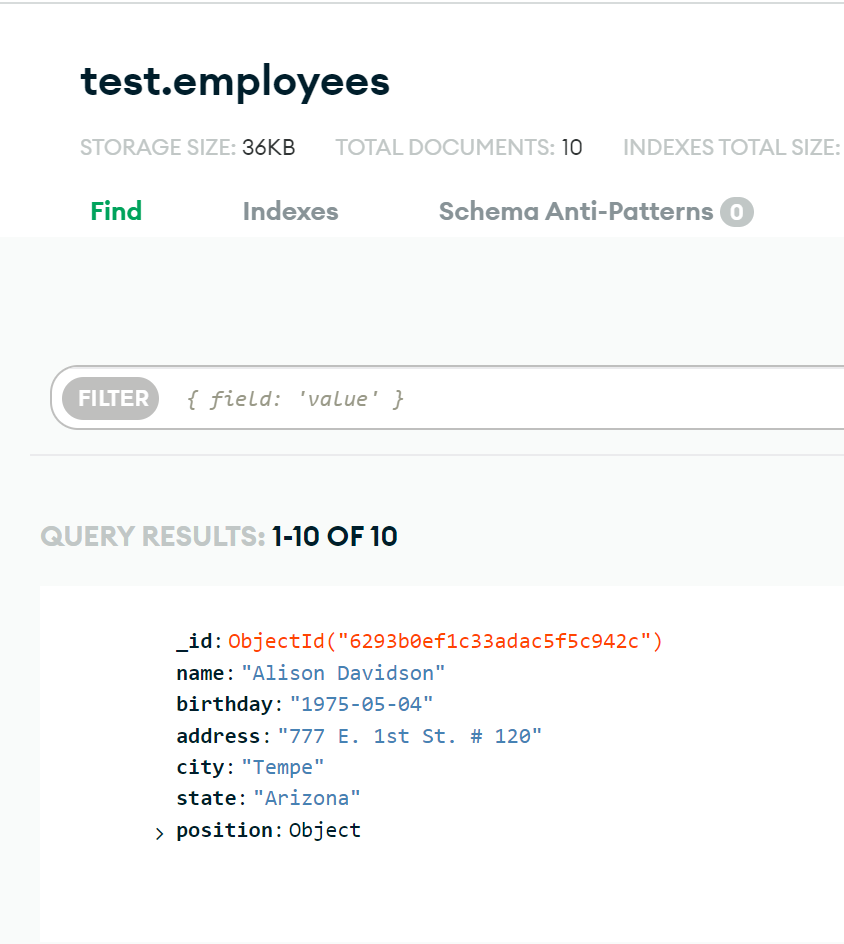 test.employees
STORAGE SIZE: 36KB TOTAL DOCUMENTS: 10 INDEXES TOTAL SIZE:
Find Indexes Schema Anti-Patterns 0
FILTER { field: 'value' }
QUERY RESULTS: 1-10 OF 10
_id: ObjectId("6293b0ef1c33adac5f5c942c")
name: "Alison Davidson"
birthday: "1975-05-04"
address: "777 E. 1st St. # 120"
city: "Tempe"
state: "Arizona"
> position: Object